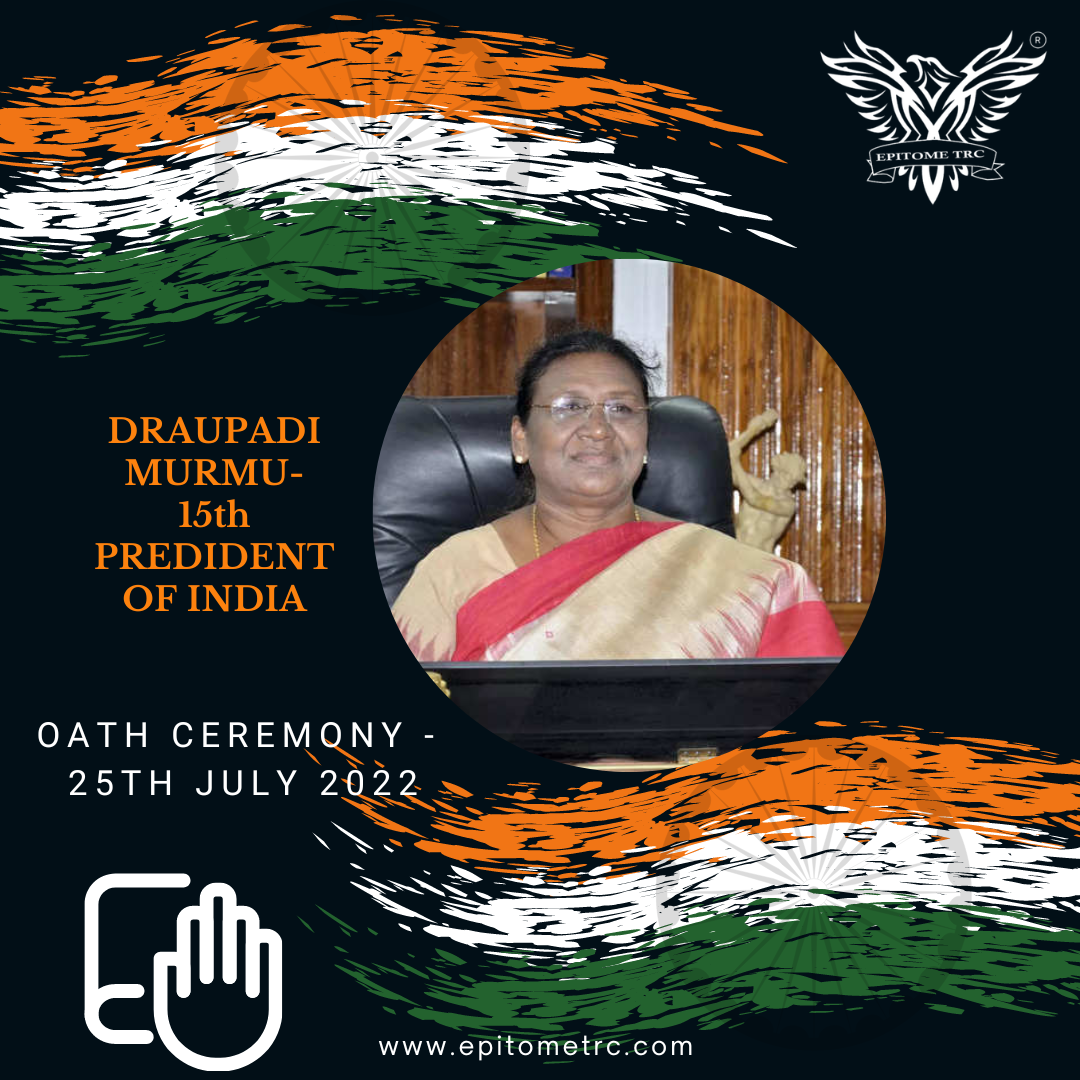 ®
EPITOME TRC
DRAUPADI
MURMU-
15th
PREDIDENT
OF INDIA
OATH CEREMONY -
25TH JULY 2022
www.epitometrc.com